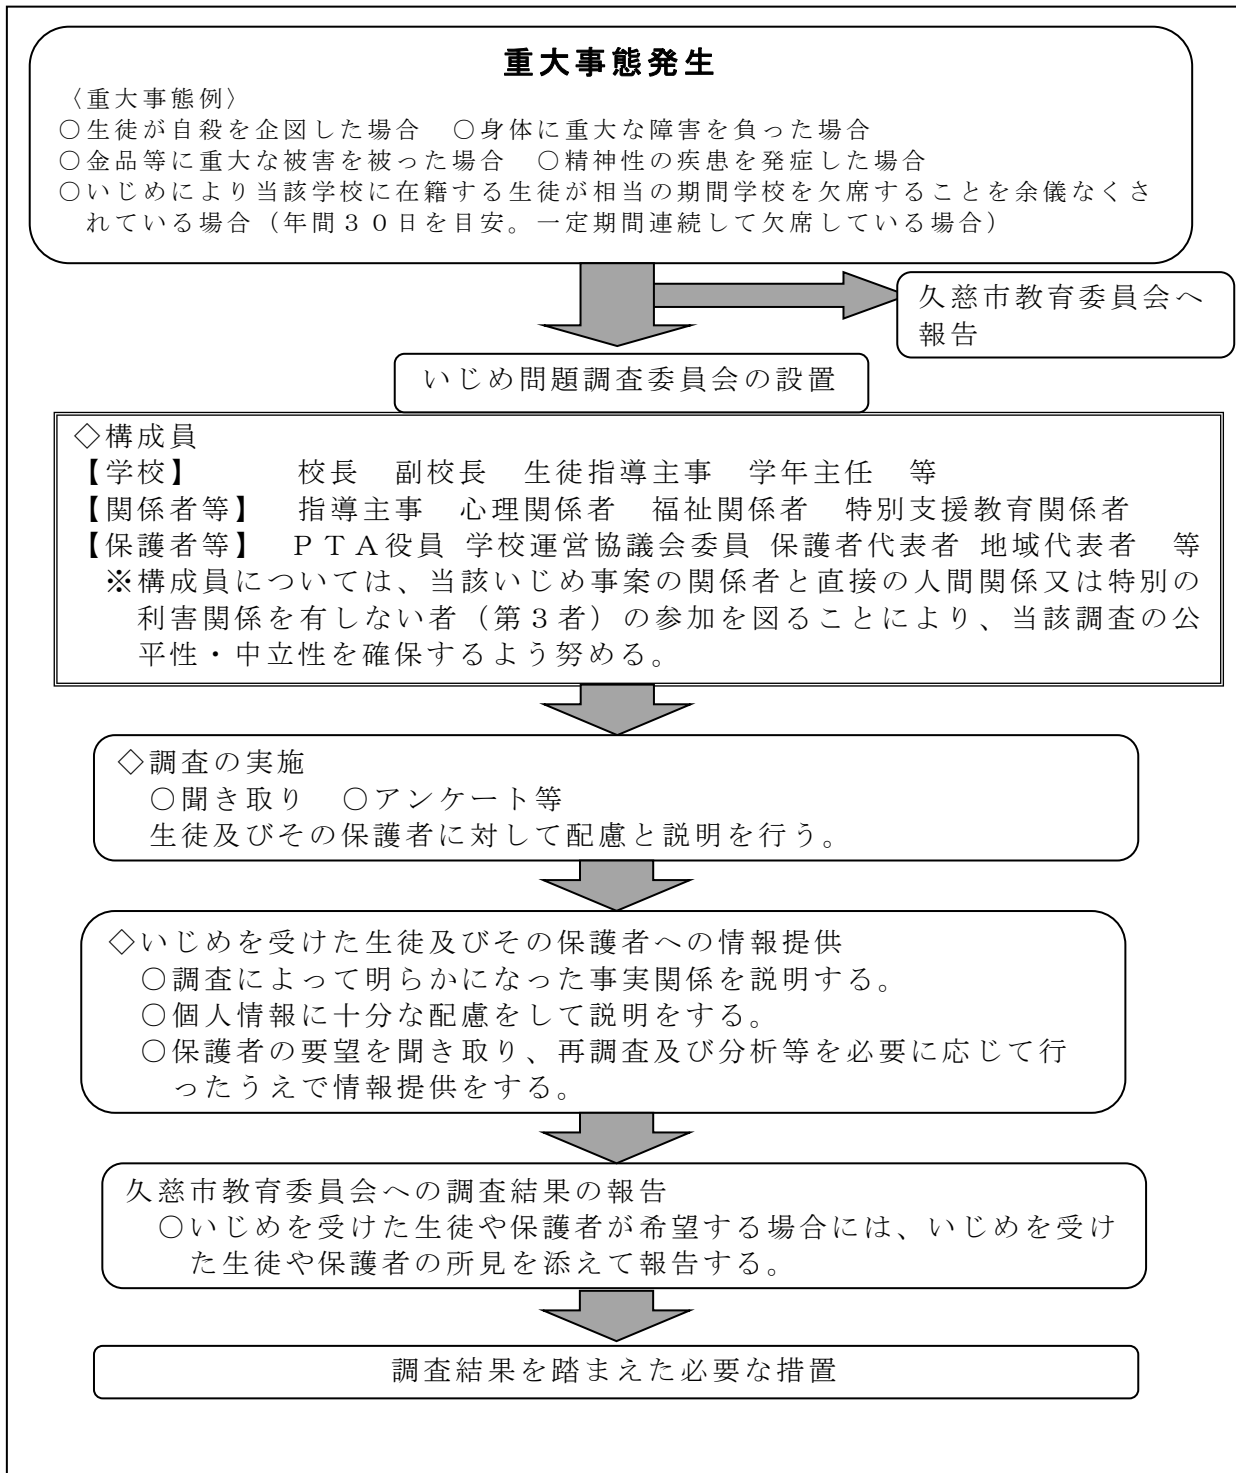 重大事態発生
〈重大事態例〉
○生徒が自殺を企図した場合　○身体に重大な障害を負った場合
○金品等に重大な被害を被った場合　○精神性の疾患を発症した場合
○いじめにより当該学校に在籍する生徒が相当の期間学校を欠席することを余儀なくさ
れている場合（年間３０日を目安。一定期間連続して欠席している場合）
久慈市教育委員会へ
報告
いじめ問題調査委員会の設置
◇構成員
【学校】　校長　副校長　生徒指導主事　学年主任　等
【関係者等】　指導主事　心理関係者　福祉関係者　特別支援教育関係者
【保護者等】　ＰＴＡ役員　学校運営協議会委員　保護者代表者　地域代表者　等
※構成員については、当該いじめ事案の関係者と直接の人間関係又は特別の
利害関係を有しない者（第３者）の参加を図ることにより、当該調査の公
平性・中立性を確保するよう努める。
◇調査の実施
○聞き取り　○アンケート等
生徒及びその保護者に対して配慮と説明を行う。
◇いじめを受けた生徒及びその保護者への情報提供
○調査によって明らかになった事実関係を説明する。
○個人情報に十分な配慮をして説明をする。
○保護者の要望を聞き取り、再調査及び分析等を必要に応じて行
ったうえで情報提供をする。
久慈市教育委員会への調査結果の報告
○いじめを受けた生徒や保護者が希望する場合には、いじめを受け
た生徒や保護者の所見を添えて報告する。
調査結果を踏まえた必要な措置